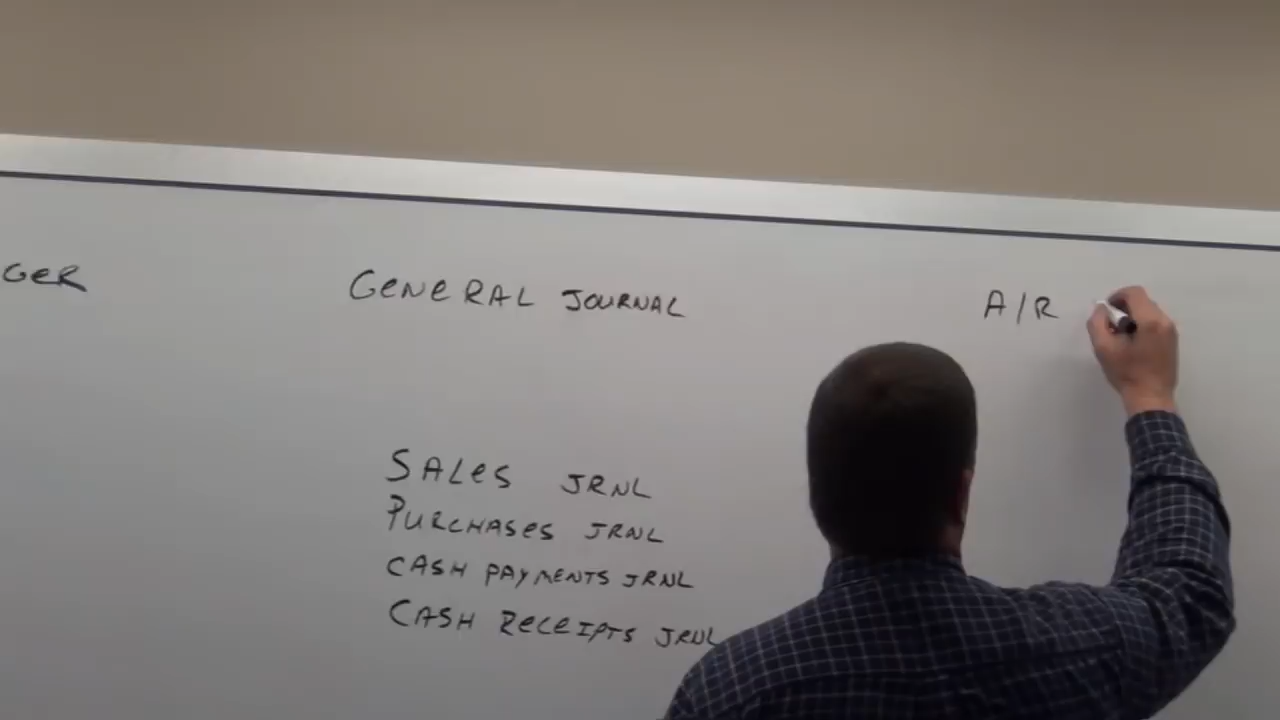 GER
GENERAL JOURNAL
A/R
SALES JRNL
PURCHASES JRNL
CASH PAYMENTS JRNL
CASH RECEIPTS JRNL